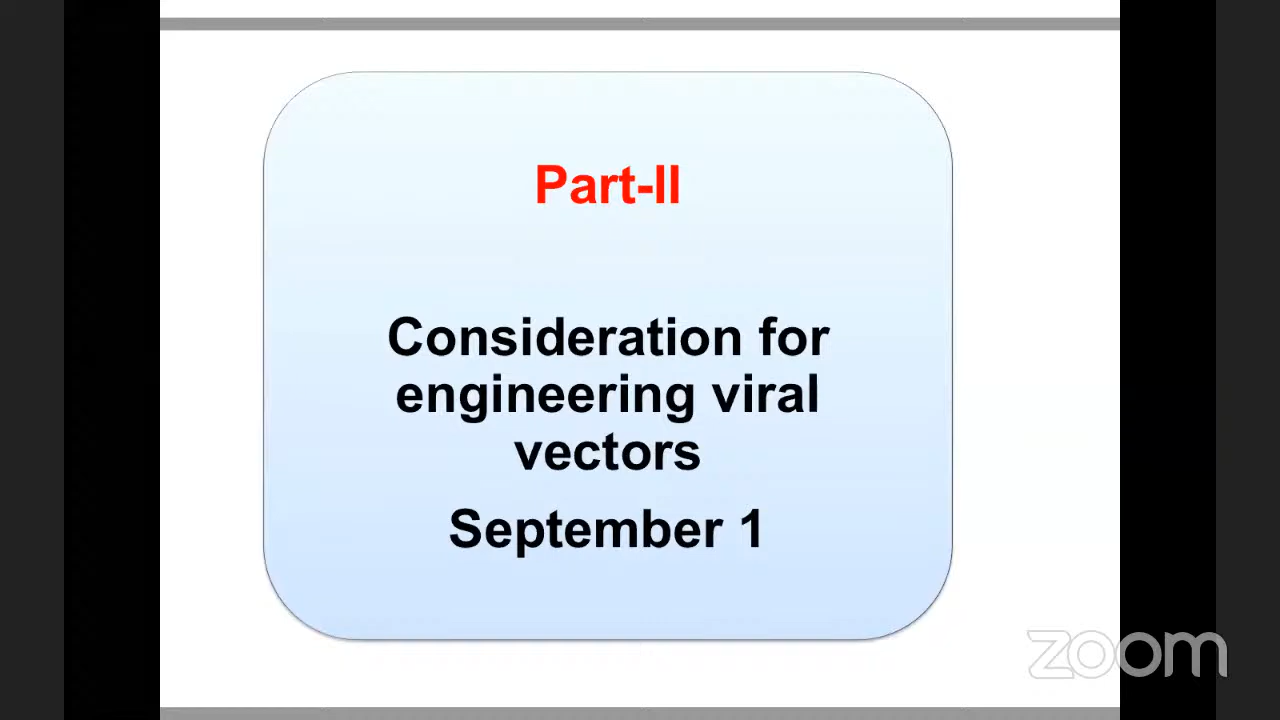 Part-II
Consideration for
engineering viral
vectors
September 1
zoom